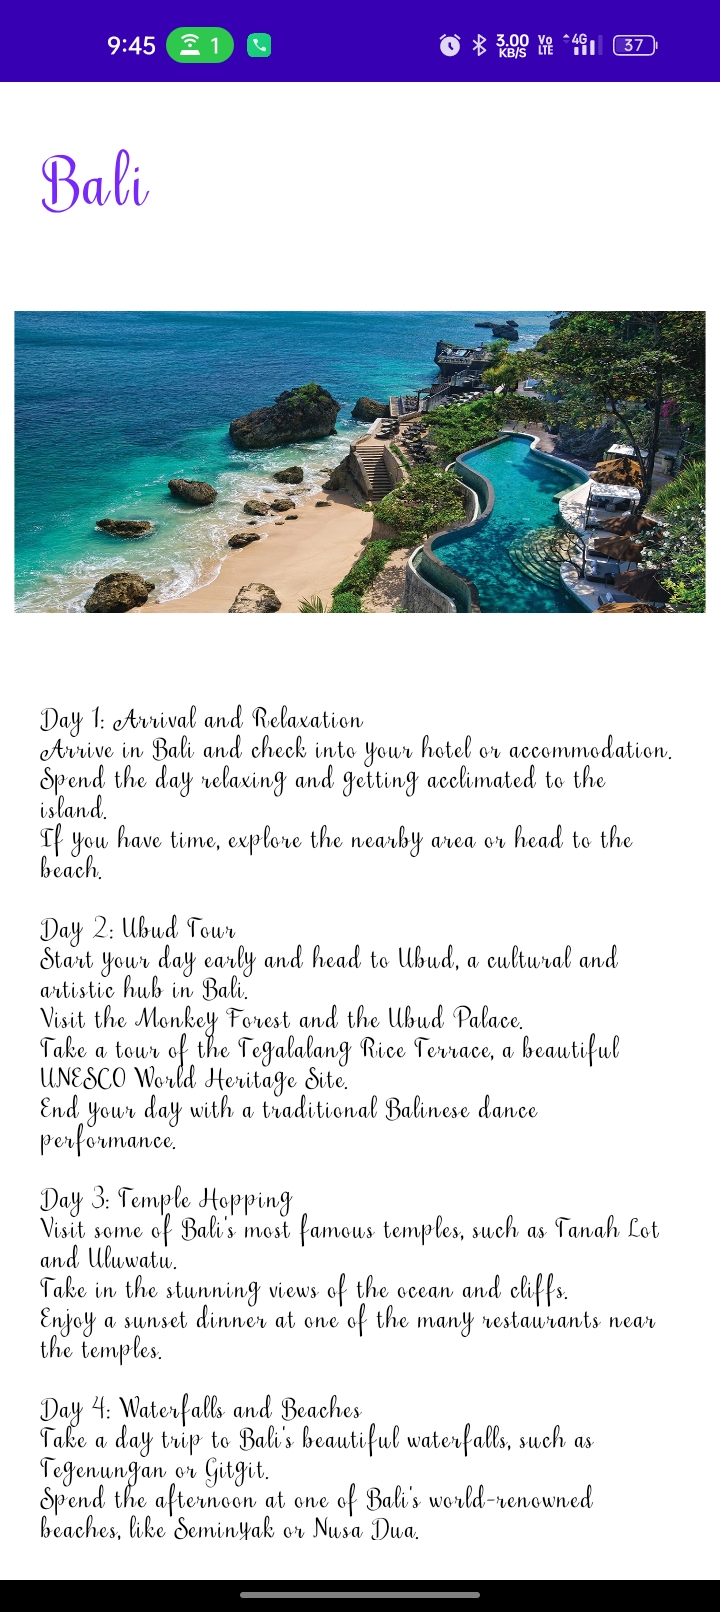 9:45
1
3.00
KB/S
Vo
LTE
4G
37
Bali
Day 1: Arrival and Relaxation
Arrive in Bali and check into your hotel or accommodation.
Spend the day relaxing and getting acclimated to the
island.
If you have time, explore the nearby area or head to the
beach.
Day 2: Ubud Tour
Start your day early and head to Ubud, a cultural and
artistic hub in Bali.
Visit the Monkey Forest and the Ubud Palace.
Take a tour of the Tegalalang Rice Terrace, a beautiful
UNESCO World Heritage Site.
End your day with a traditional Balinese dance
performance.
Day 3: Temple Hopping
Visit some of Bali's most famous temples, such as Tanah Lot
and Uluwatu.
Take in the stunning views of the ocean and cliffs.
Enjoy a sunset dinner at one of the many restaurants near
the temples.
Day 4: Waterfalls and Beaches
Take a day trip to Bali's beautiful waterfalls, such as
Tegenungan or Gitgit.
Spend the afternoon at one of Bali's world-renowned
beaches, like Seminyak or Nusa Dua.